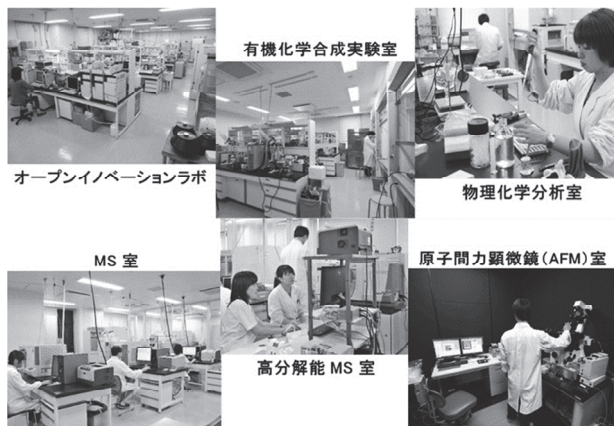 有機化学合成実験室
オープンイノベーションラボ
物理化学分析室
MS 室
原子間力顕微鏡(AFM)室
高分解能 MS 室